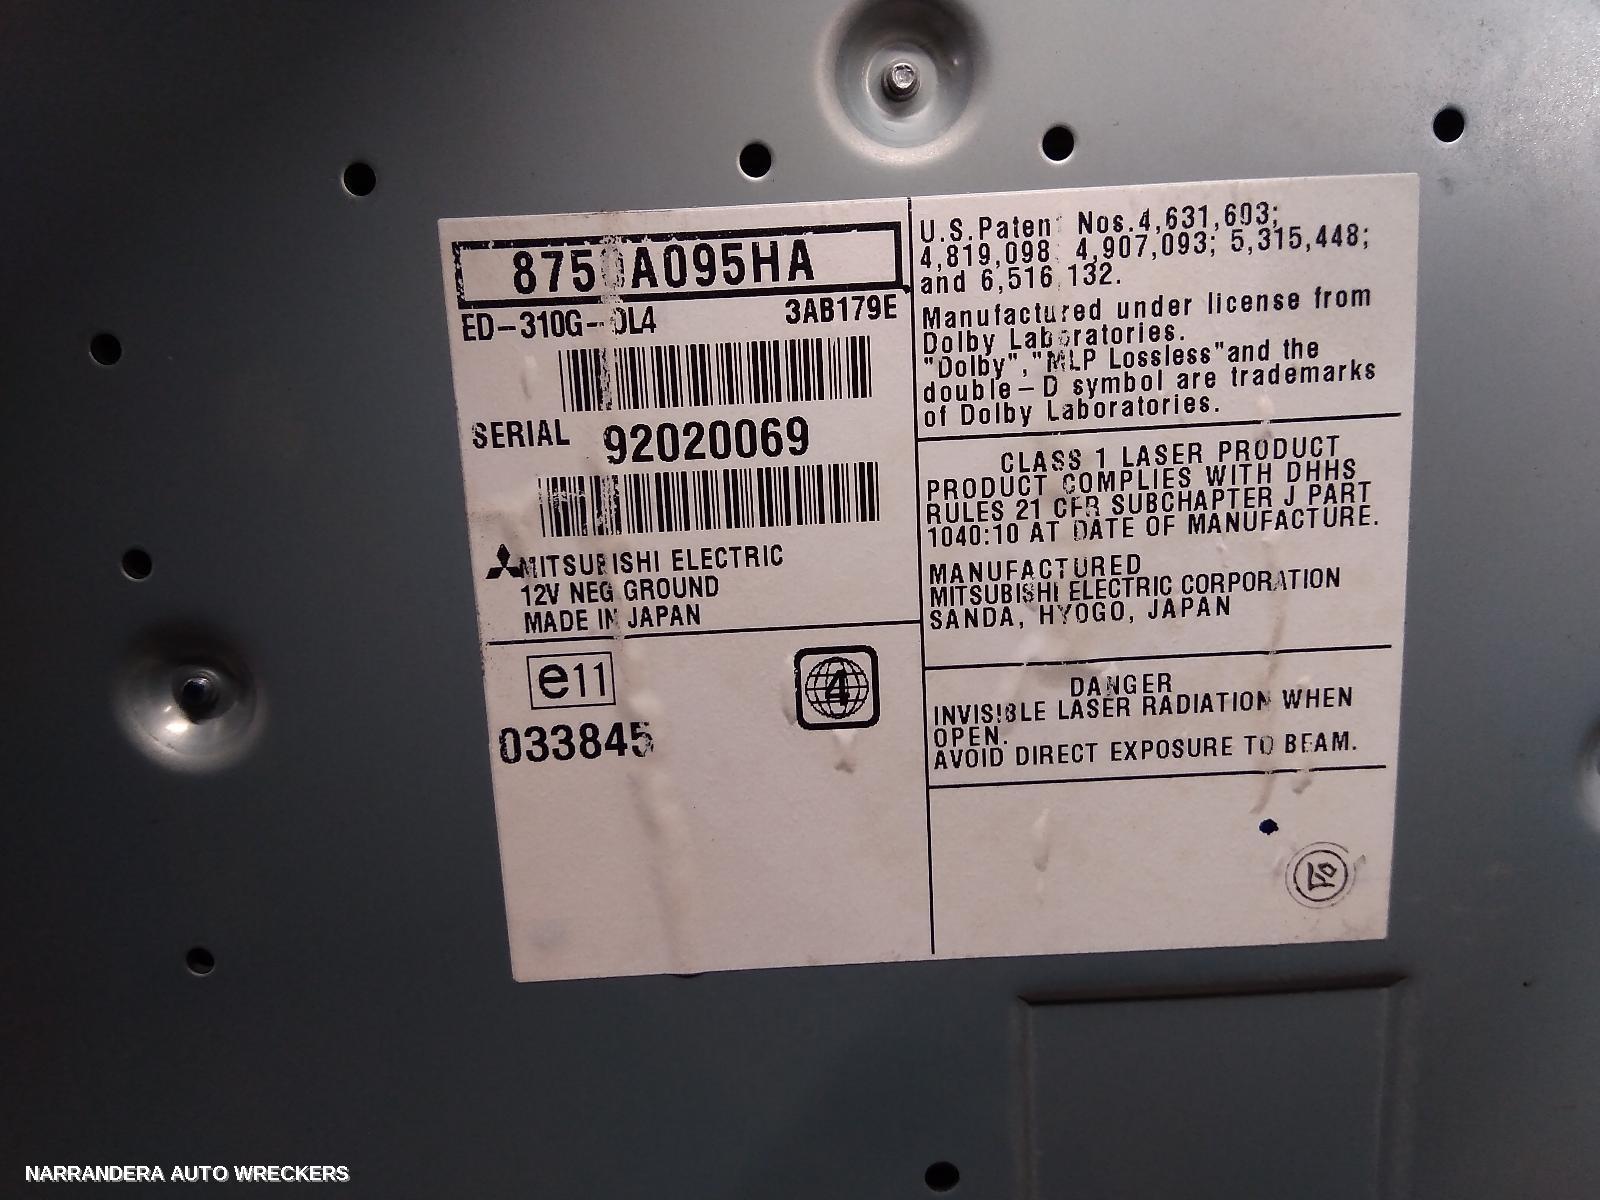 8750A095HA
ED-310G-0L4 3AB179E
SERIAL 92020069
MITSUBISHI ELECTRIC
12V NEG GROUND
MADE IN JAPAN
e11
4
033845
U.S.Patent Nos.4,631,603;
4,819,098 4,907,093; 5,315,448;
and 6,516,132.
Manufactured under license from
Dolby Laboratories.
"Dolby", "MLP Lossless"and the
double-D symbol are trademarks
of Dolby Laboratories.
CLASS 1 LASER PRODUCT
PRODUCT COMPLIES WITH DHHS
RULES 21 CFR SUBCHAPTER J PART
1040:10 AT DATE OF MANUFACTURE.
MANUFACTURED
MITSUBISHI ELECTRIC CORPORATION
SANDA, HYOGO, JAPAN
DANGER
INVISIBLE LASER RADIATION WHEN
OPEN.
AVOID DIRECT EXPOSURE TO BEAM.
NARRANDERA AUTO WRECKERS